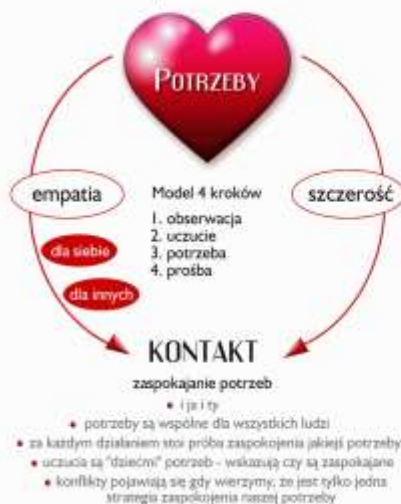 POTRZEBY
empatia
Model 4 kroków
szczerość
1. obserwacja
2. uczucie
3. potrzeba
4. prośba
dla siebie
dla innych
KONTAKT
zaspokajanie potrzeb
• i ja i ty
• potrzeby są wspólne dla wszystkich ludzi
• za każdym działaniem stoi próba zaspokojenia jakiejś potrzeby
• uczucia są "dziećmi" potrzeb - wskazują czy są zaspokajane
• konflikty pojawiają się gdy wierzymy, że jest tylko jedna
strategia zaspokojenia naszej potrzeby